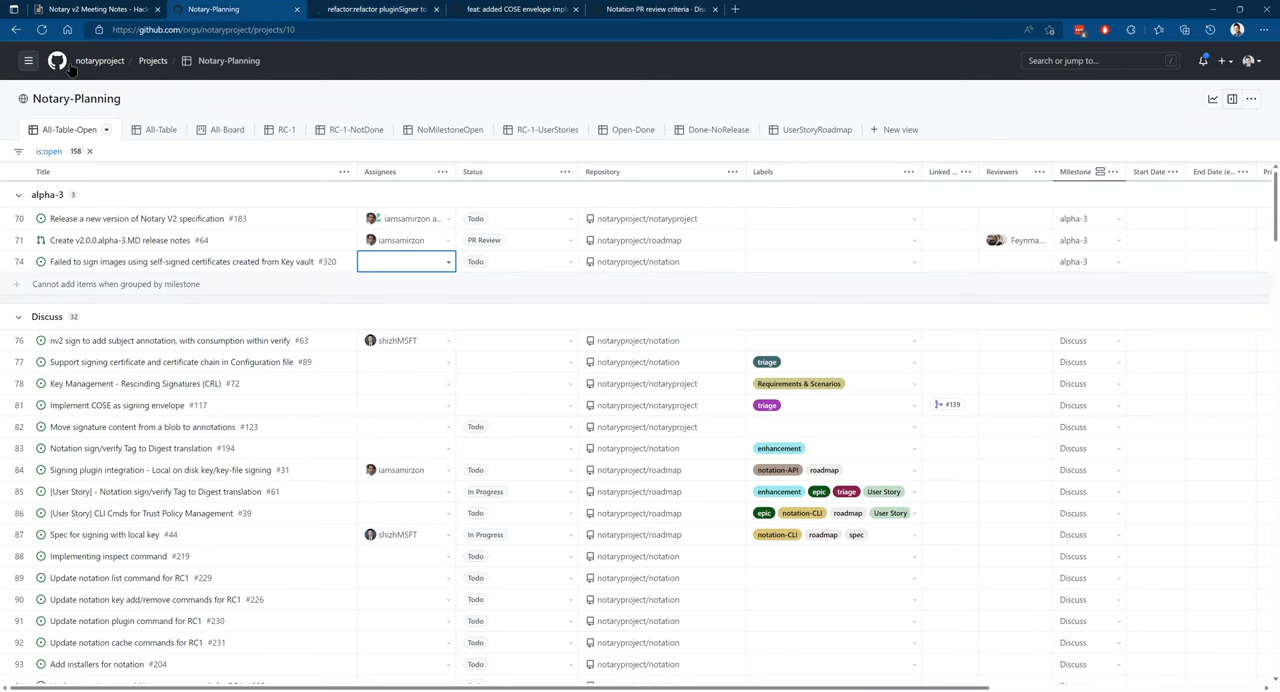 Notary v2 Meeting Notes - Hac
Notary-Planning
refactor:refactor pluginSigner to
feat: added COSE envelope impl
Notation PR review criteria · Disc
https://github.com/orgs/notaryproject/projects/10
notaryproject / Projects / Notary-Planning
Search or jump to... /
Notary-Planning
All-Table-Open All-Table All-Board RC-1 RC-1-NotDone NoMilestoneOpen RC-1-UserStories Open-Done Done-NoRelease UserStoryRoadmap + New view
is:open 158
Title Assignees Status Repository Labels Linked ... Reviewers Milestone Start Date End Date (e...
alpha-3 3
70 Release a new version of Notary V2 specification #183 iamsamirzon a... Todo notaryproject/notaryproject alpha-3
71 Create v2.0.0.alpha-3.MD release notes #64 iamsamirzon PR Review notaryproject/roadmap Feynma... alpha-3
74 Failed to sign images using self-signed certificates created from Key vault #320 Todo notaryproject/notation alpha-3
Cannot add items when grouped by milestone
Discuss 32
76 nv2 sign to add subject annotation, with consumption within verify #63 shizhMSFT notaryproject/notation Discuss
77 Support signing certificate and certificate chain in Configuration file #89 notaryproject/notation triage Discuss
78 Key Management - Rescinding Signatures (CRL) #72 notaryproject/notaryproject Requirements & Scenarios Discuss
81 Implement COSE as signing envelope #117 notaryproject/notaryproject triage #139 Discuss
82 Move signature content from a blob to annotations #123 Todo notaryproject/notaryproject Discuss
83 Notation sign/verify Tag to Digest translation #194 notaryproject/notation enhancement Discuss
84 Signing plugin integration - Local on disk key/key-file signing #31 iamsamirzon Todo notaryproject/roadmap notation-API roadmap Discuss
85 [User Story] - Notation sign/verify Tag to Digest translation #61 In Progress notaryproject/roadmap enhancement epic triage User Story Discuss
86 [User Story] CLI Cmds for Trust Policy Management #39 Todo notaryproject/roadmap epic notation-CLI roadmap User Story Discuss
87 Spec for signing with local key #44 shizhMSFT In Progress notaryproject/roadmap notation-CLI roadmap spec Discuss
88 Implementing inspect command #219 Todo notaryproject/notation Discuss
89 Update notation list command for RC1 #229 Todo notaryproject/notation Discuss
90 Update notation key add/remove commands for RC1 #226 Todo notaryproject/notation Discuss
91 Update notation plugin command for RC1 #230 Todo notaryproject/notation Discuss
92 Update notation cache commands for RC1 #231 Todo notaryproject/notation Discuss
93 Add installers for notation #204 Todo notaryproject/notation Discuss